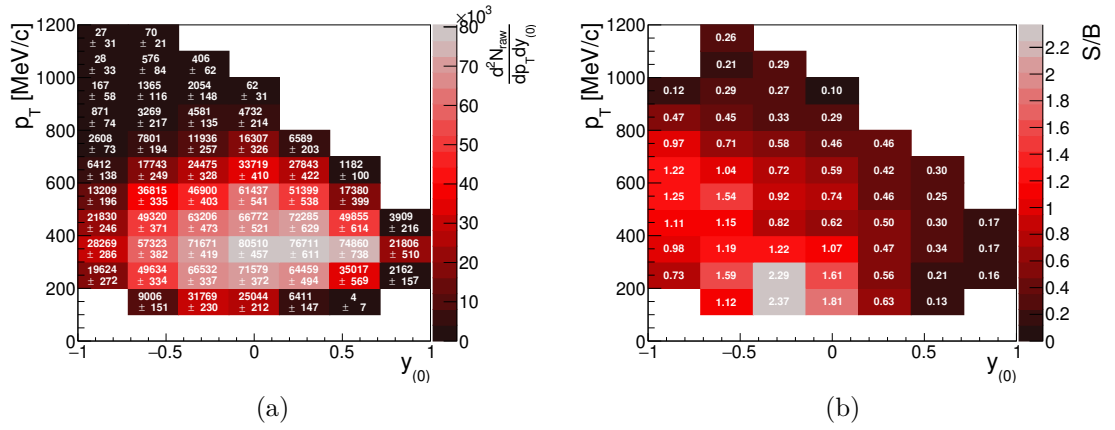 1200
1000
800
600
400
200
0
p_T [MeV/c]
27 70
± 31 ± 21
28 576 406
± 33 ± 84 ± 62
167 1365 2054 62
± 58 ± 116 ± 148 ± 31
871 3269 4581 4732
± 74 ± 217 ± 135 ± 214
2608 7801 11936 16307 6589
± 73 ± 194 ± 257 ± 326 ± 203
6412 17743 24475 33719 27843 1182
± 138 ± 249 ± 328 ± 410 ± 422 ± 100
13209 36815 46900 61437 51399 17380
± 196 ± 335 ± 403 ± 541 ± 538 ± 399
21830 49320 63206 66772 72285 49855 3909
± 246 ± 371 ± 473 ± 521 ± 629 ± 614 ± 216
28269 57323 71671 80510 76711 74860 21806
± 286 ± 382 ± 419 ± 457 ± 611 ± 738 ± 510
19624 49634 66532 71579 64459 35017 2162
± 272 ± 334 ± 337 ± 372 ± 494 ± 569 ± 157
9006 31769 25044 6411 4
± 151 ± 230 ± 212 ± 147 ± 7
−1 −0.5 0 0.5 1
y_(0)
×10³
80
70
60
50
40
30
20
10
0
d²N_raw
dp_T dy_(0)
(a)
1200
1000
800
600
400
200
0
p_T [MeV/c]
0.26
0.21 0.29
0.12 0.29 0.27 0.10
0.47 0.45 0.33 0.29
0.97 0.71 0.58 0.46 0.46
1.22 1.04 0.72 0.59 0.42 0.30
1.25 1.54 0.92 0.74 0.46 0.25
1.11 1.15 0.82 0.62 0.50 0.49 0.17
0.98 1.19 1.22 1.07 0.47 0.34 0.17
0.73 1.59 2.29 1.61 0.56 0.21 0.16
1.12 2.37 1.81 0.63 0.13
−1 −0.5 0 0.5 1
y_(0)
2.2
2
1.8
1.6
1.4
1.2
1
0.8
0.6
0.4
0.2
0
S/B
(b)